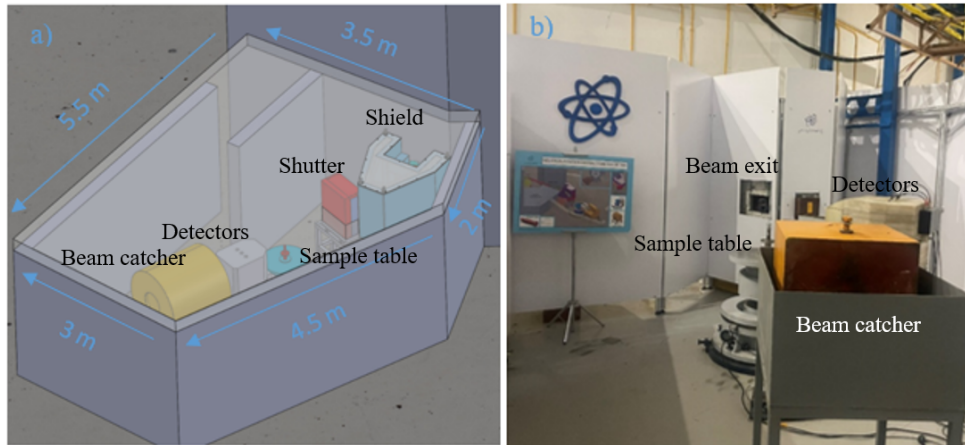 a)
3.5 m
5.5 m
Shield
Shutter
2 m
Detectors
Beam catcher
Sample table
3 m
4.5 m
b)
Beam exit
Detectors
Sample table
Beam catcher